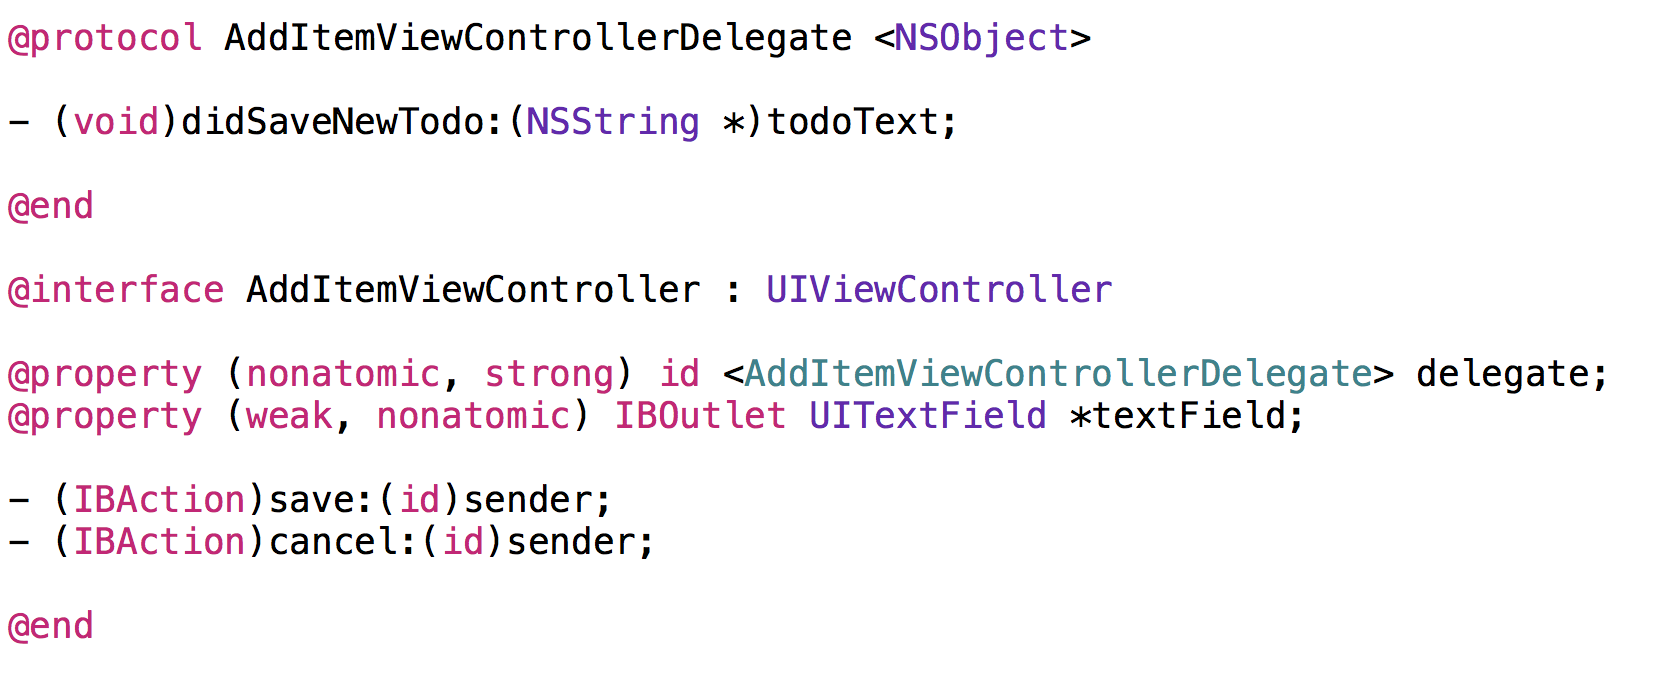 @protocol AddItemViewControllerDelegate <NSObject>
- (void)didSaveNewTodo:(NSString *)todoText;
@end
@interface AddItemViewController : UIViewController
@property (nonatomic, strong) id <AddItemViewControllerDelegate> delegate;
@property (weak, nonatomic) IBOutlet UITextField *textField;
- (IBAction)save:(id)sender;
- (IBAction)cancel:(id)sender;
@end